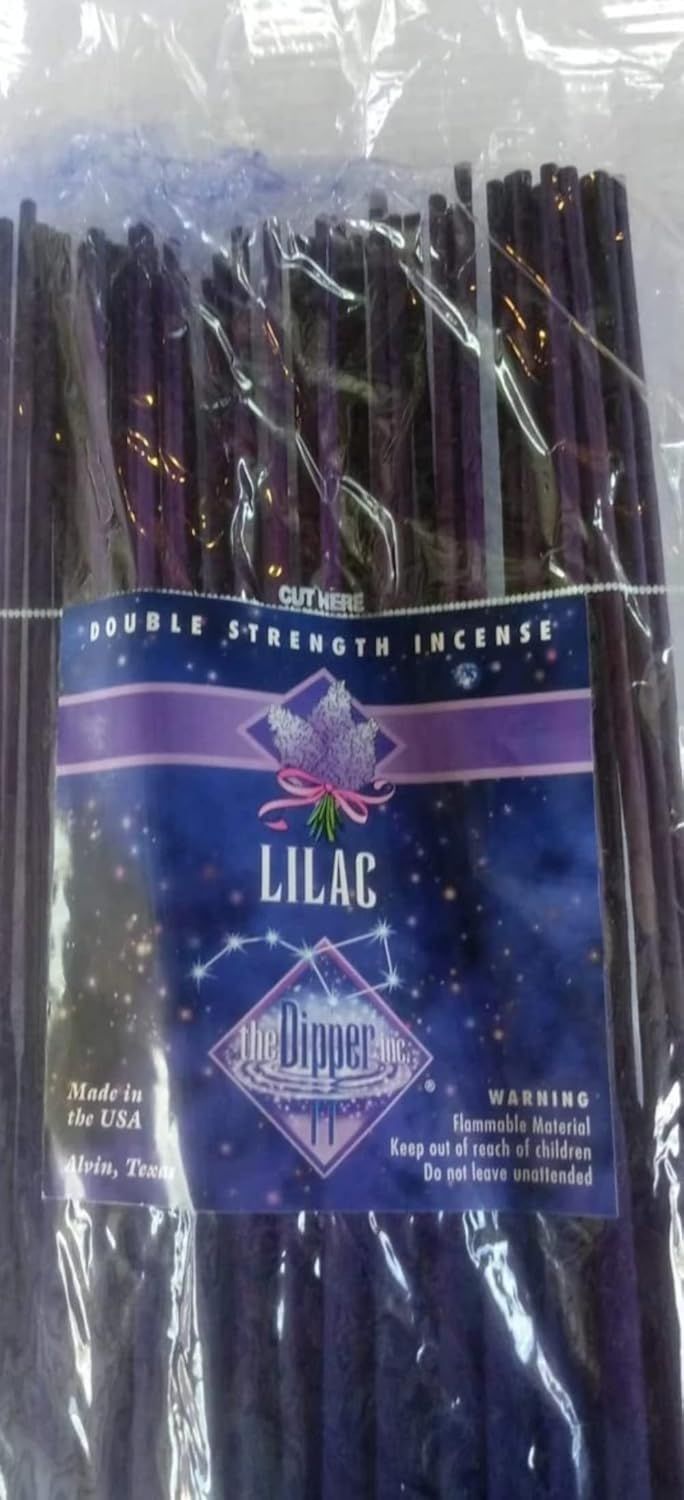 CUT HERE
DOUBLE STRENGTH INCENSE
LILAC
the Dipper inc.
®
Made in
the USA
Alvin, Texas
WARNING
Flammable Material
Keep out of reach of children
Do not leave unattended